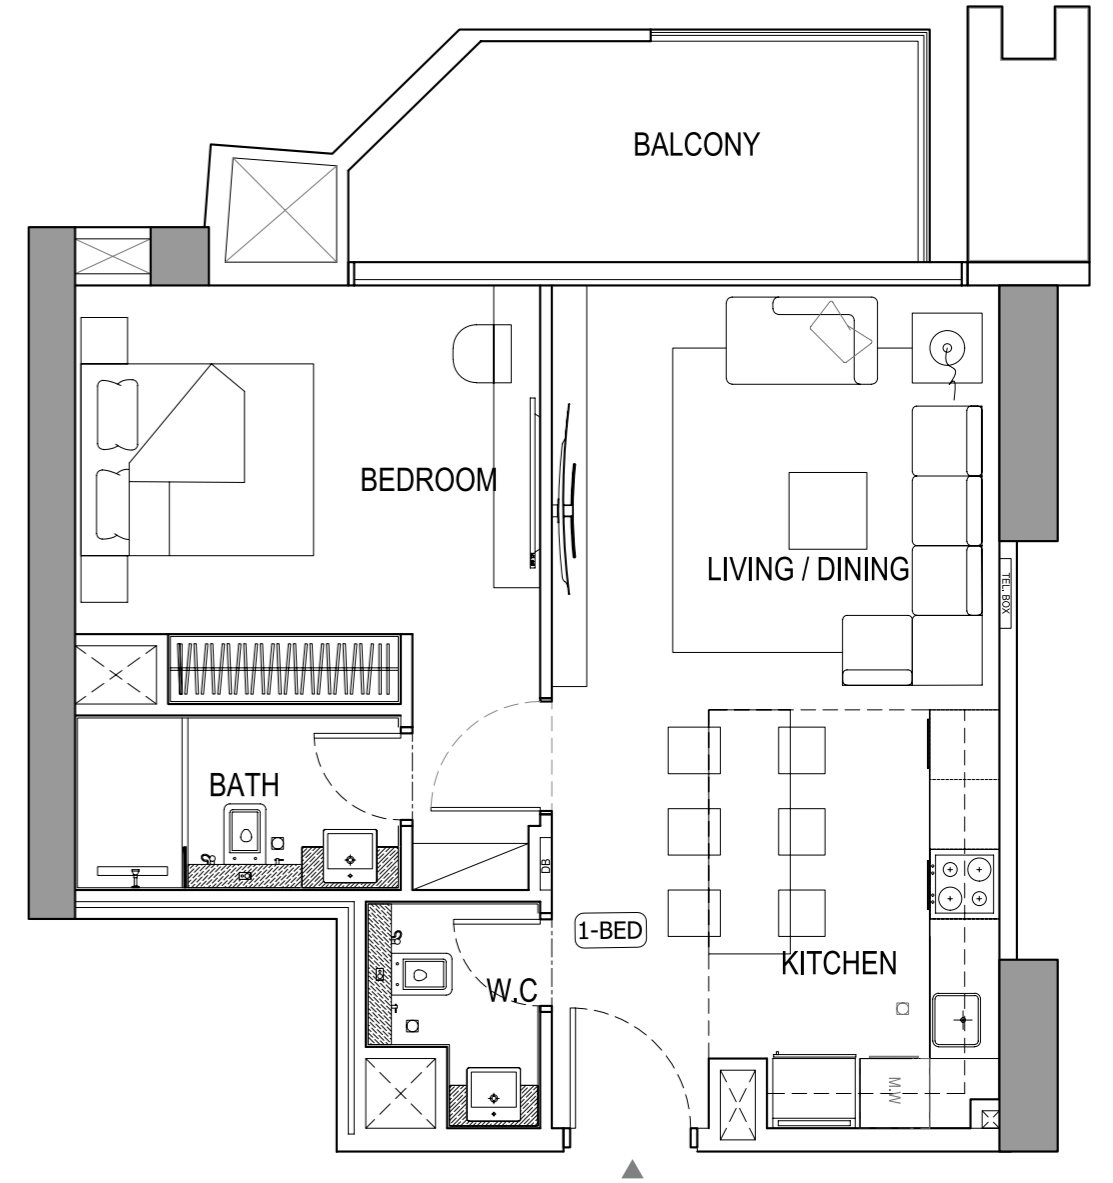 BALCONY
BEDROOM
LIVING / DINING
TEL. BOX
BATH
DB
1-BED
KITCHEN
W.C
M.W